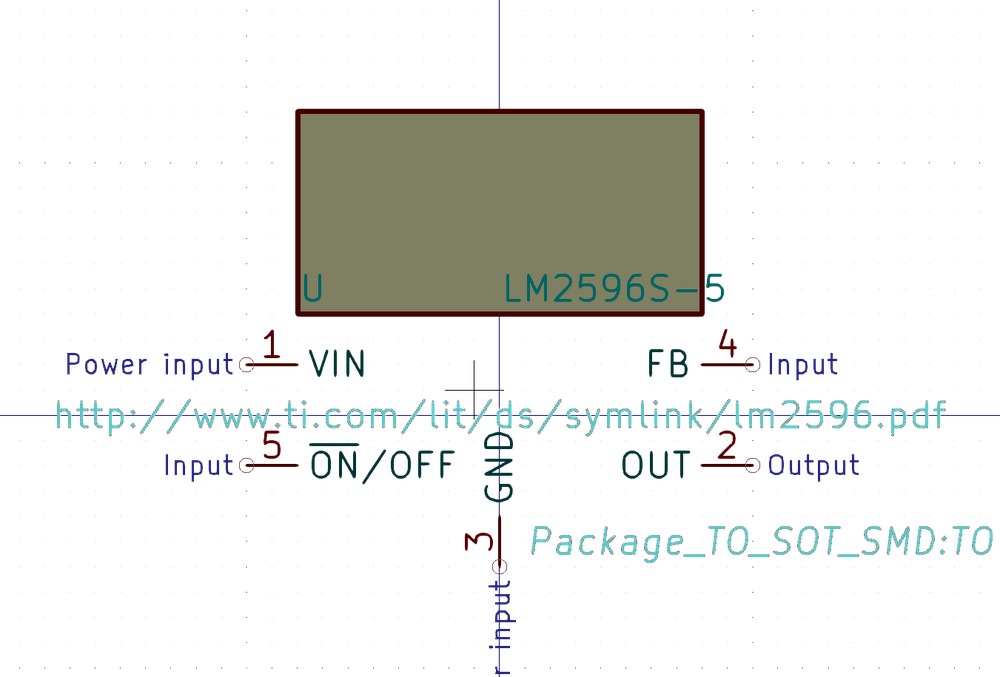 U LM2596S-5
1 4
Power input VIN FB Input
http://www.ti.com/lit/ds/symlink/lm2596.pdf
5 2
Input ON/OFF OUT Output
GND
3
Package_TO_SOT_SMD:TO
r input